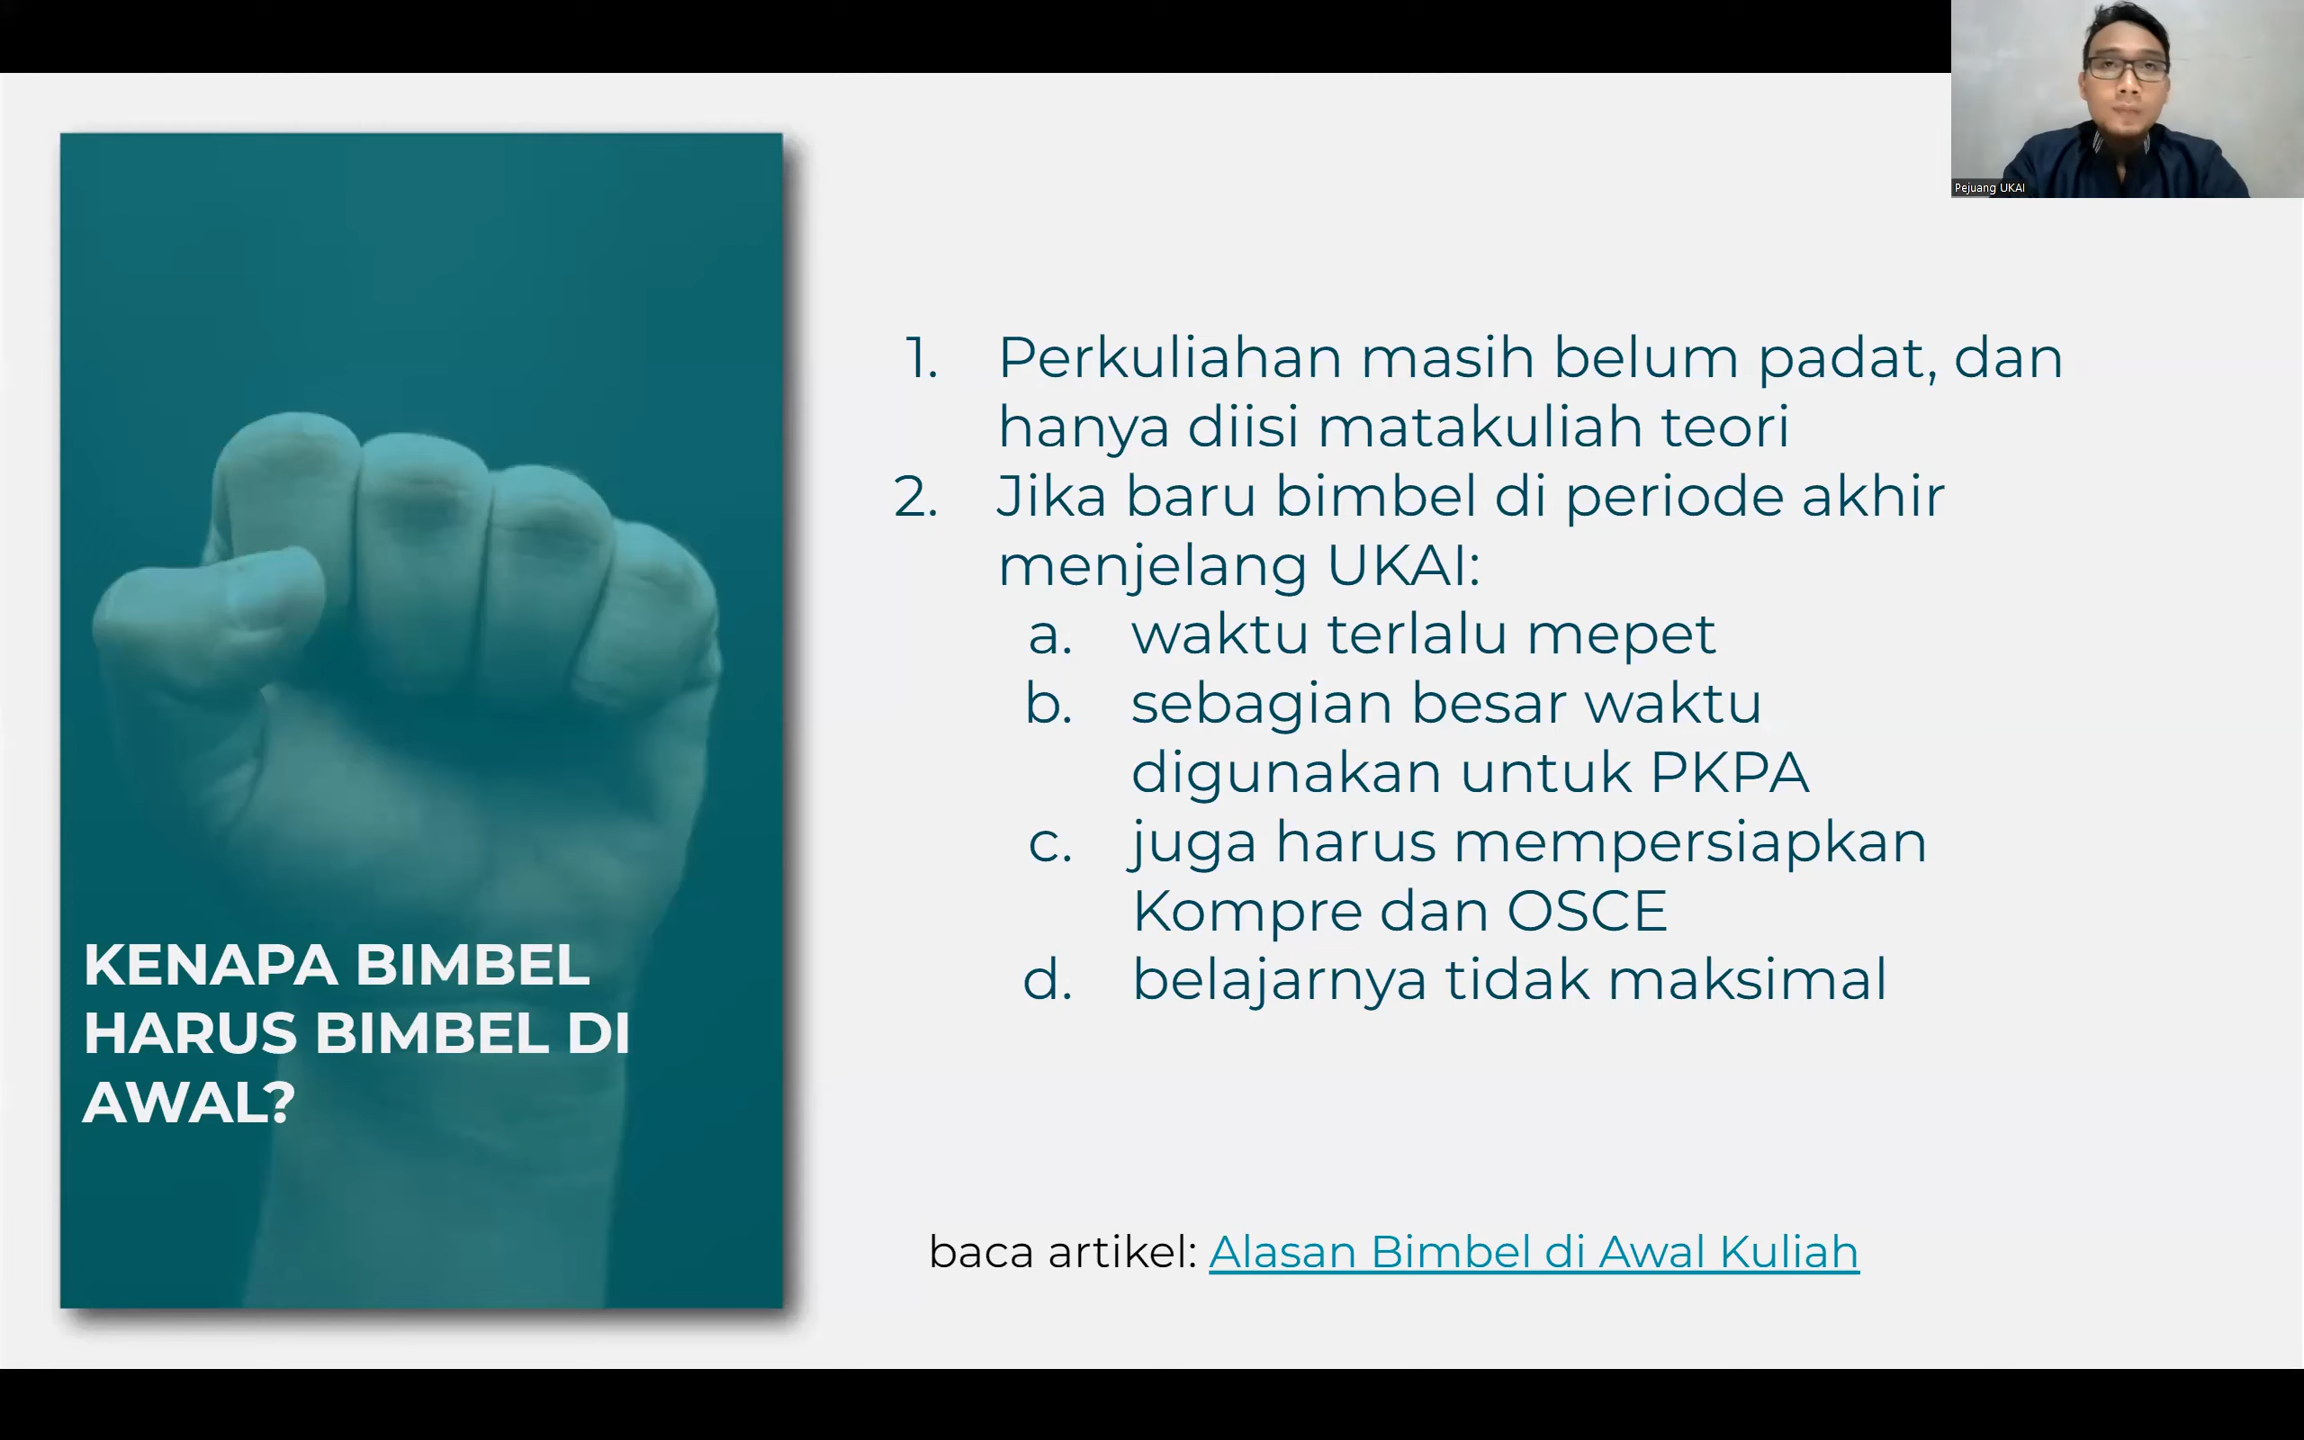 Pejuang UKAI
KENAPA BIMBEL
HARUS BIMBEL DI
AWAL?
1. Perkuliahan masih belum padat, dan
hanya diisi matakuliah teori
2. Jika baru bimbel di periode akhir
menjelang UKAI:
a. waktu terlalu mepet
b. sebagian besar waktu
digunakan untuk PKPA
c. juga harus mempersiapkan
Kompre dan OSCE
d. belajarnya tidak maksimal
baca artikel: Alasan Bimbel di Awal Kuliah